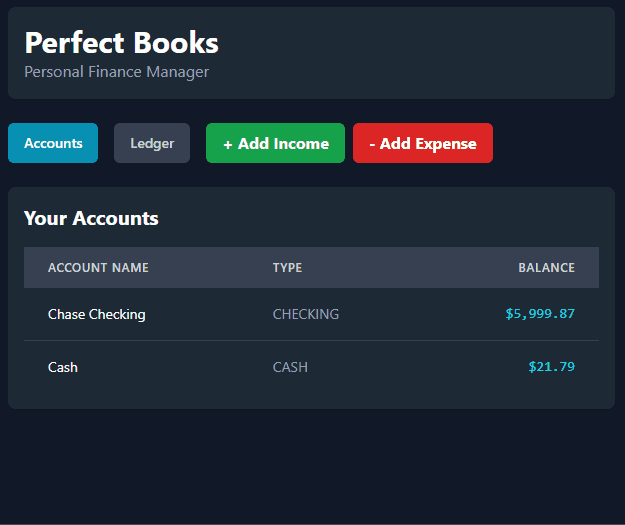 Perfect Books
Personal Finance Manager
Accounts Ledger + Add Income - Add Expense
Your Accounts
ACCOUNT NAME TYPE BALANCE
Chase Checking CHECKING $5,999.87
Cash CASH $21.79